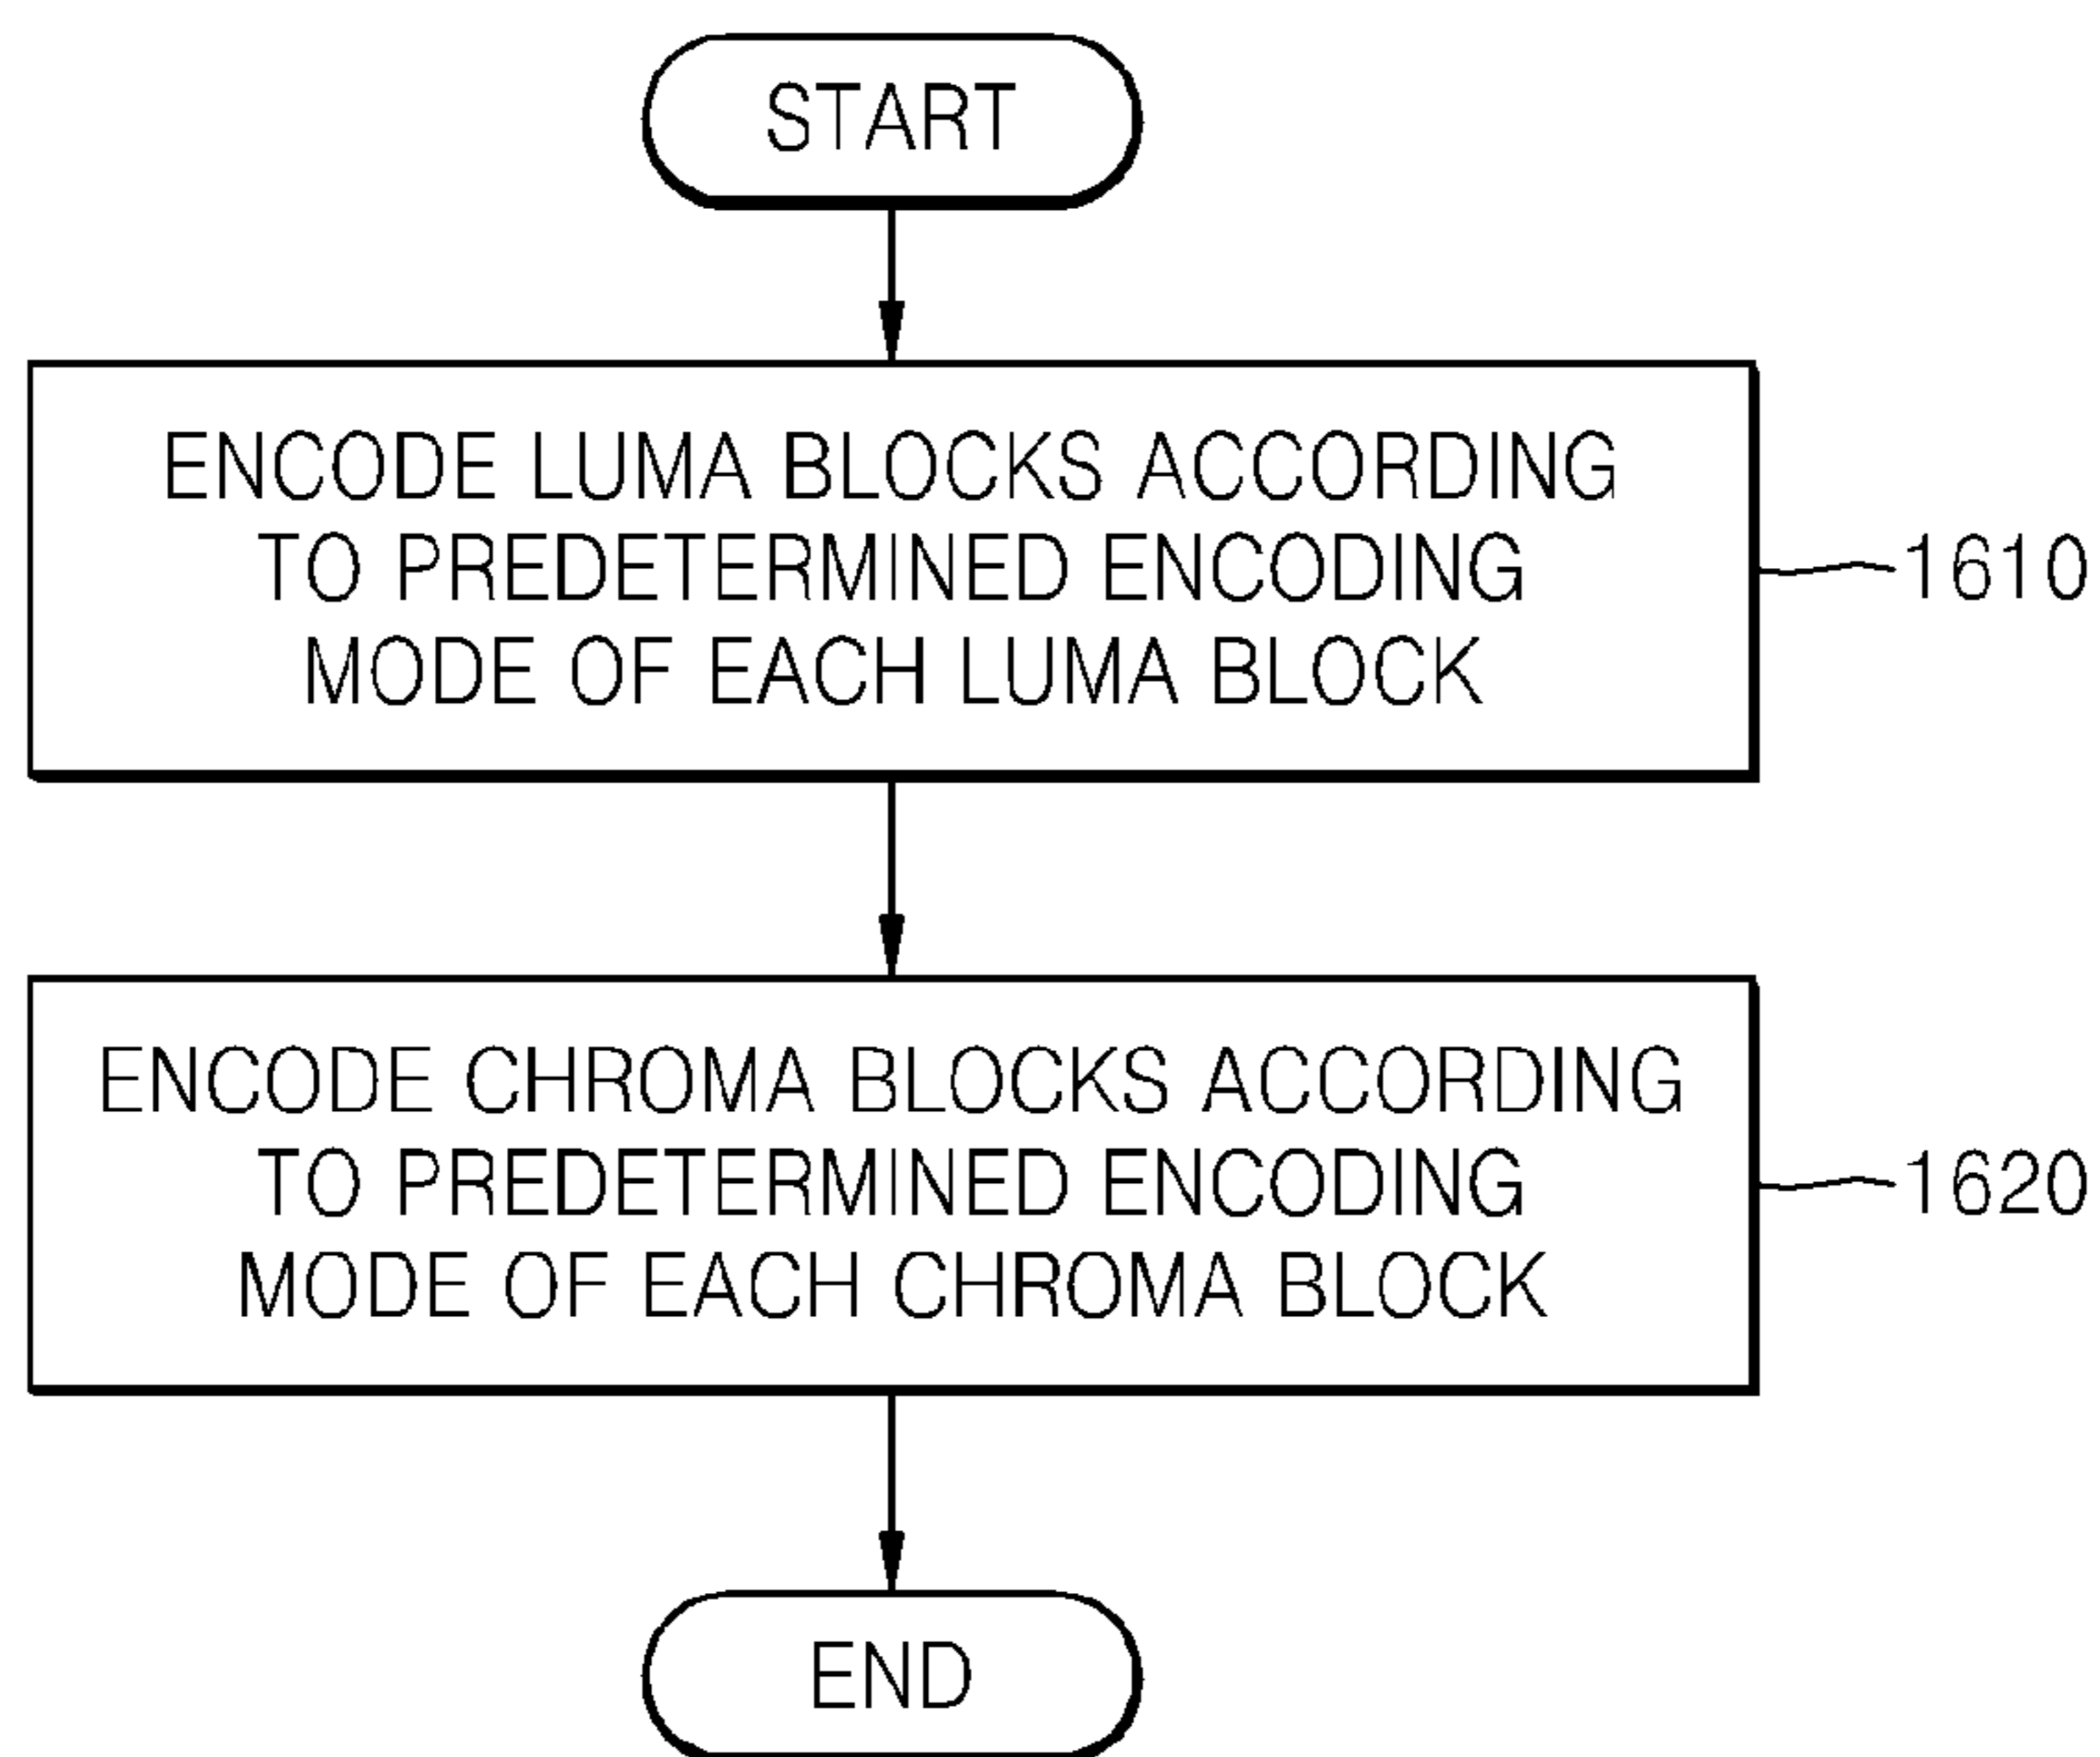 START
ENCODE LUMA BLOCKS ACCORDING
TO PREDETERMINED ENCODING
MODE OF EACH LUMA BLOCK
1610
ENCODE CHROMA BLOCKS ACCORDING
TO PREDETERMINED ENCODING
MODE OF EACH CHROMA BLOCK
1620
END